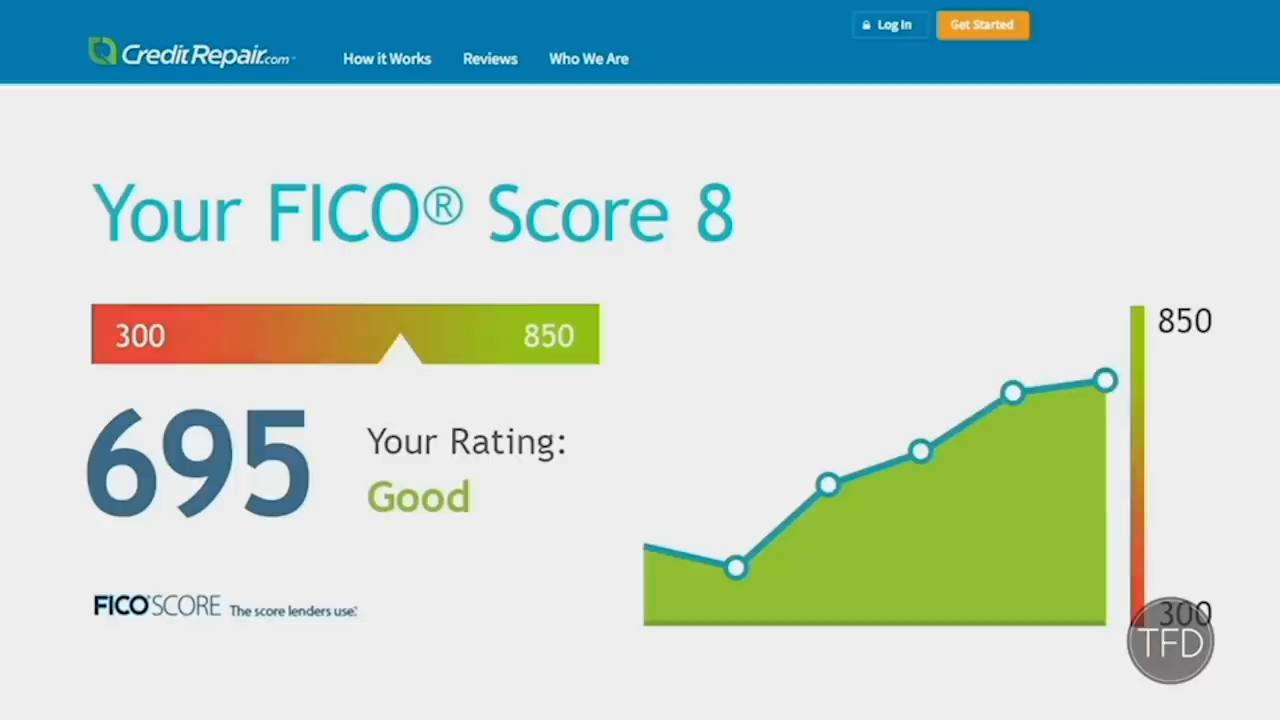 Log In
Get Started
CreditRepair.com
How it Works
Reviews
Who We Are
Your FICO® Score 8
300
850
695
Your Rating:
Good
FICO SCORE The score lenders use.
850
300
TFD